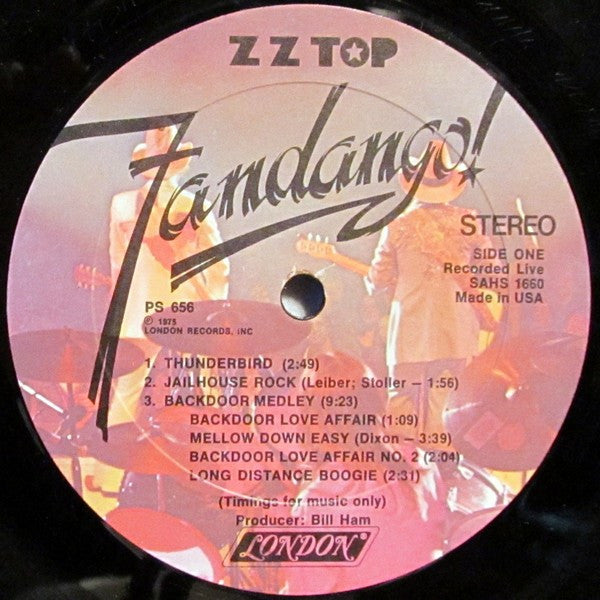 ZZ TOP
Fandango!
STEREO
SIDE ONE
Recorded Live
SAHS 1660
Made in USA
PS 656
℗ 1975
LONDON RECORDS, INC
1. THUNDERBIRD (2:49)
2. JAILHOUSE ROCK (Leiber; Stoller – 1:56)
3. BACKDOOR MEDLEY (9:23)
BACKDOOR LOVE AFFAIR (1:09)
MELLOW DOWN EASY (Dixon – 3:39)
BACKDOOR LOVE AFFAIR NO. 2 (2:04)
LONG DISTANCE BOOGIE (2:31)
(Timings for music only)
Producer: Bill Ham
LONDON®